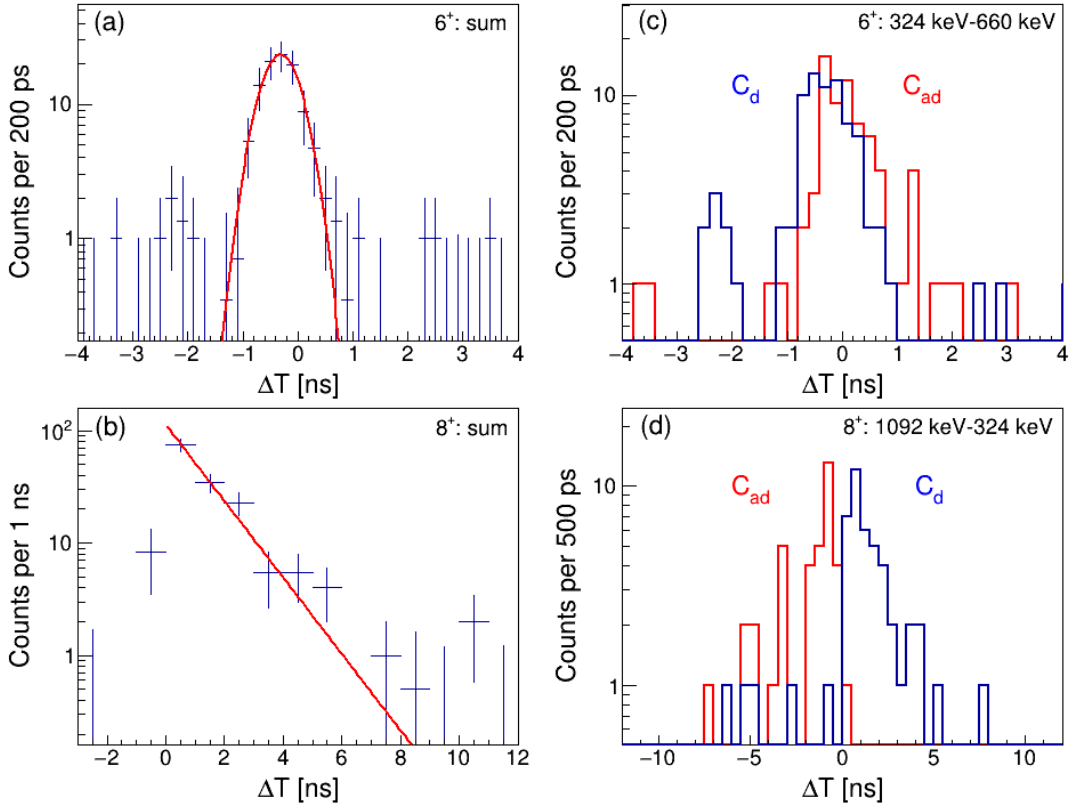 (a)
6⁺: sum
Counts per 200 ps
10
1
−4 −3 −2 −1 0 1 2 3 4
ΔT [ns]
(c)
6⁺: 324 keV-660 keV
C_d
C_ad
Counts per 200 ps
10
1
−4 −3 −2 −1 0 1 2 3 4
ΔT [ns]
(b)
8⁺: sum
Counts per 1 ns
10²
10
1
−2 0 2 4 6 8 10 12
ΔT [ns]
(d)
8⁺: 1092 keV-324 keV
C_ad
C_d
Counts per 500 ps
10
1
−10 −5 0 5 10
ΔT [ns]